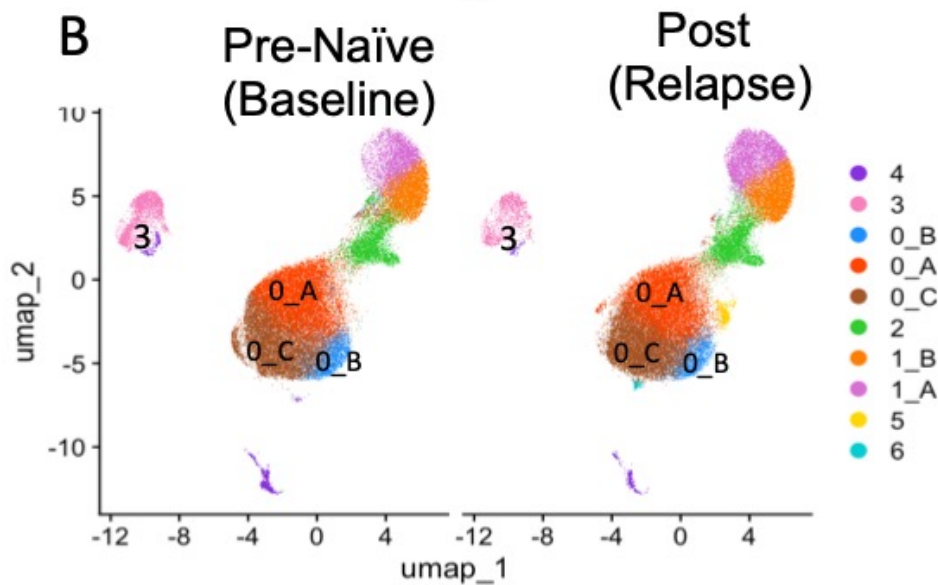 B
Pre-Naïve
(Baseline)
Post
(Relapse)
10
5
0
-5
-10
umap_2
3
0_A
0_C
0_B
3
0_A
0_C
0_B
-12 -8 -4 0 4
-12 -8 -4 0 4
umap_1
4
3
0_B
0_A
0_C
2
1_B
1_A
5
6